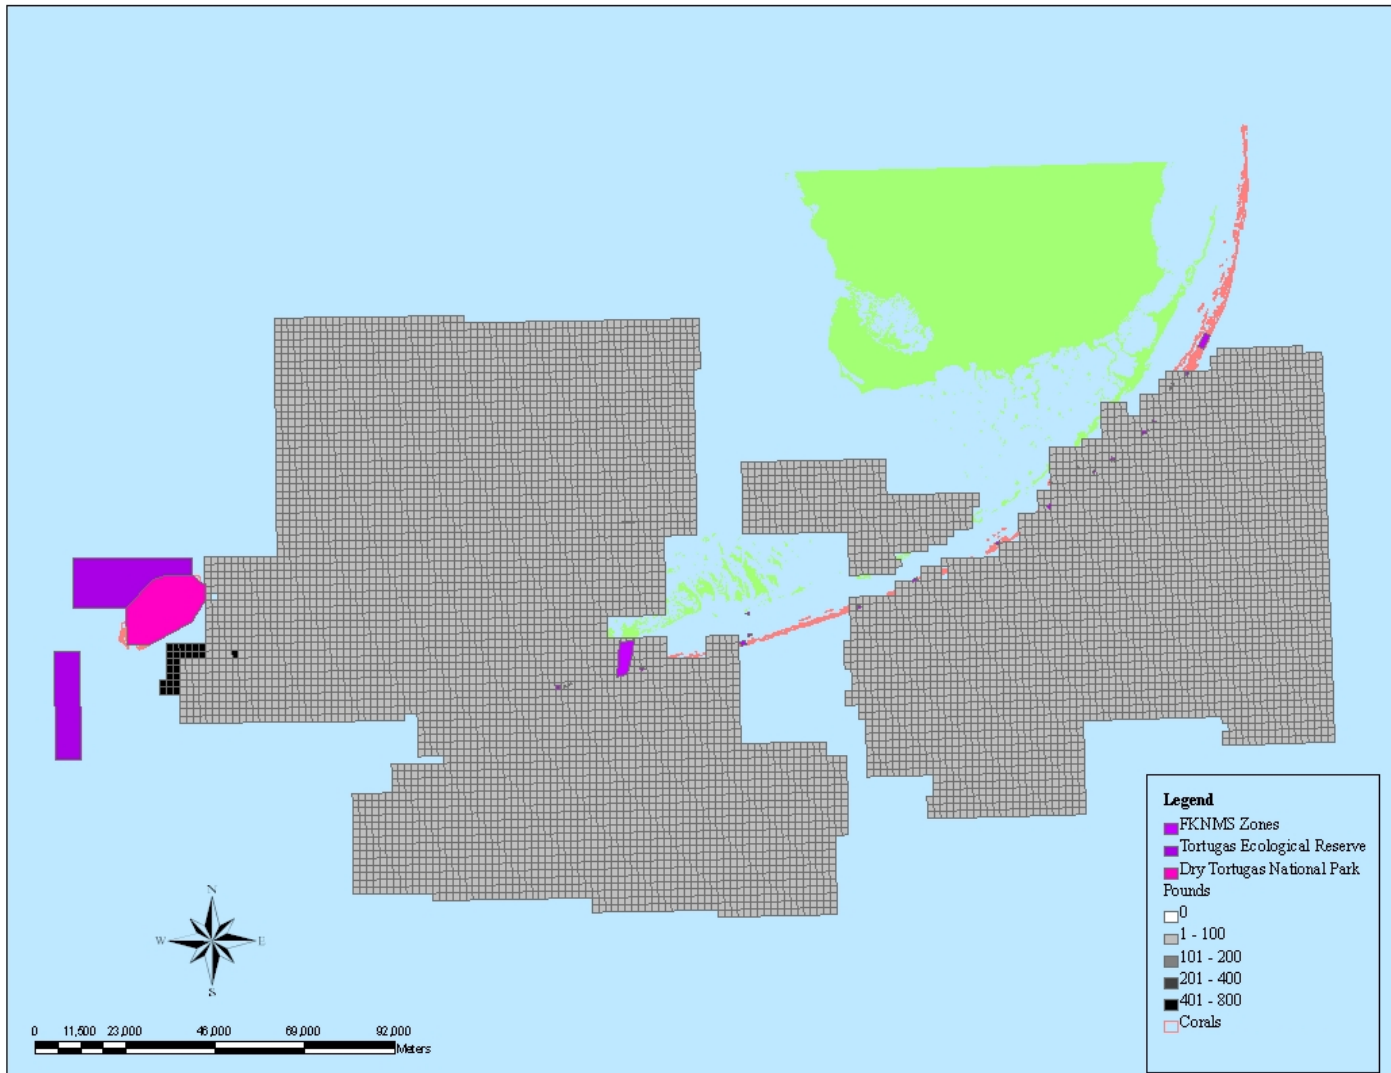 Legend
FKNMS Zones
Tortugas Ecological Reserve
Dry Tortugas National Park
Pounds
0
1 - 100
101 - 200
201 - 400
401 - 800
Corals
N
W E
S
0 11,500 23,000 46,000 69,000 92,000
Meters